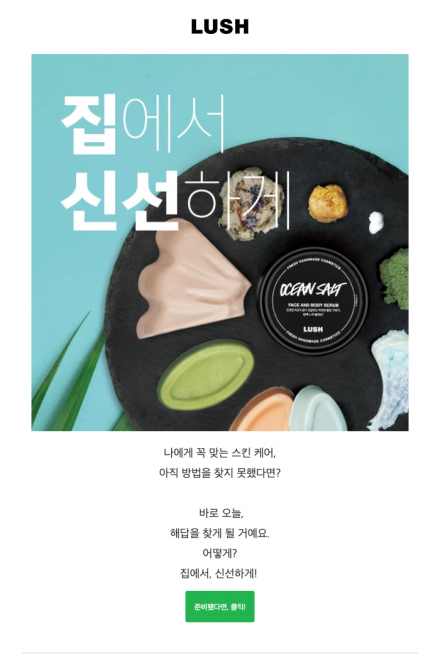 LUSH
집에서
신선하게
FRESH HANDMADE COSMETICS
OCEAN SALT
FACE AND BODY SCRUB
LUSH
FRESH HANDMADE COSMETICS
나에게 꼭 맞는 스킨 케어,
아직 방법을 찾지 못했다면?
바로 오늘,
해답을 찾게 될 거예요.
어떻게?
집에서, 신선하게!
준비됐다면, 클릭!